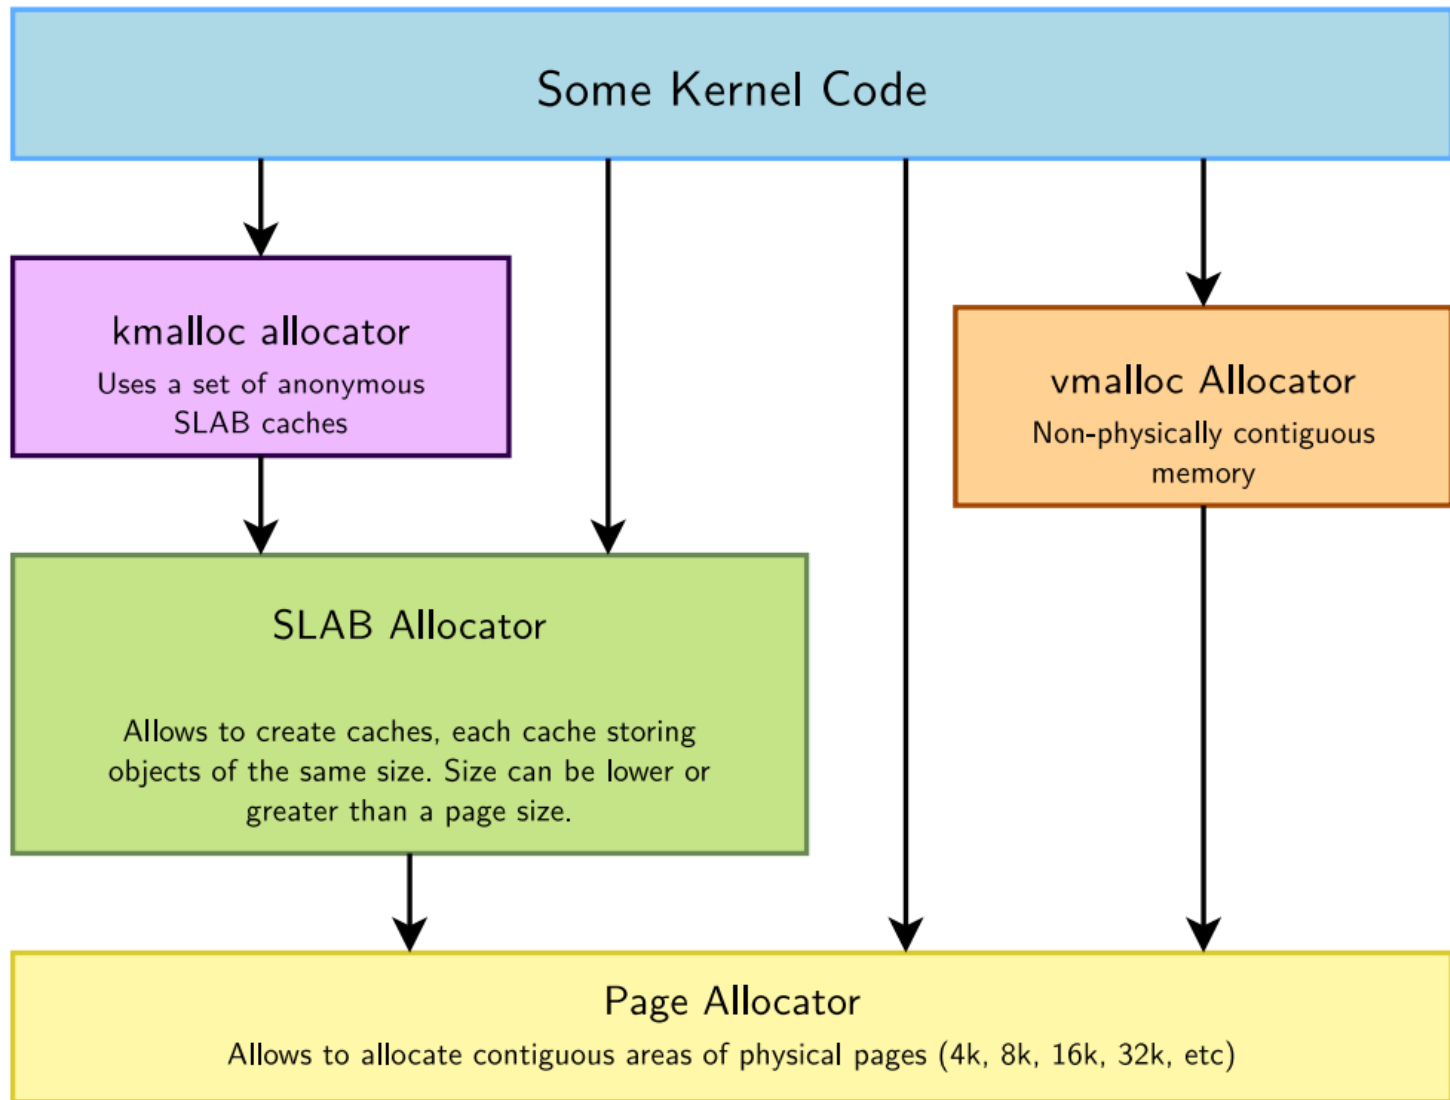 Some Kernel Code
kmalloc allocator
Uses a set of anonymous
SLAB caches
vmalloc Allocator
Non-physically contiguous
memory
SLAB Allocator
Allows to create caches, each cache storing
objects of the same size. Size can be lower or
greater than a page size.
Page Allocator
Allows to allocate contiguous areas of physical pages (4k, 8k, 16k, 32k, etc)